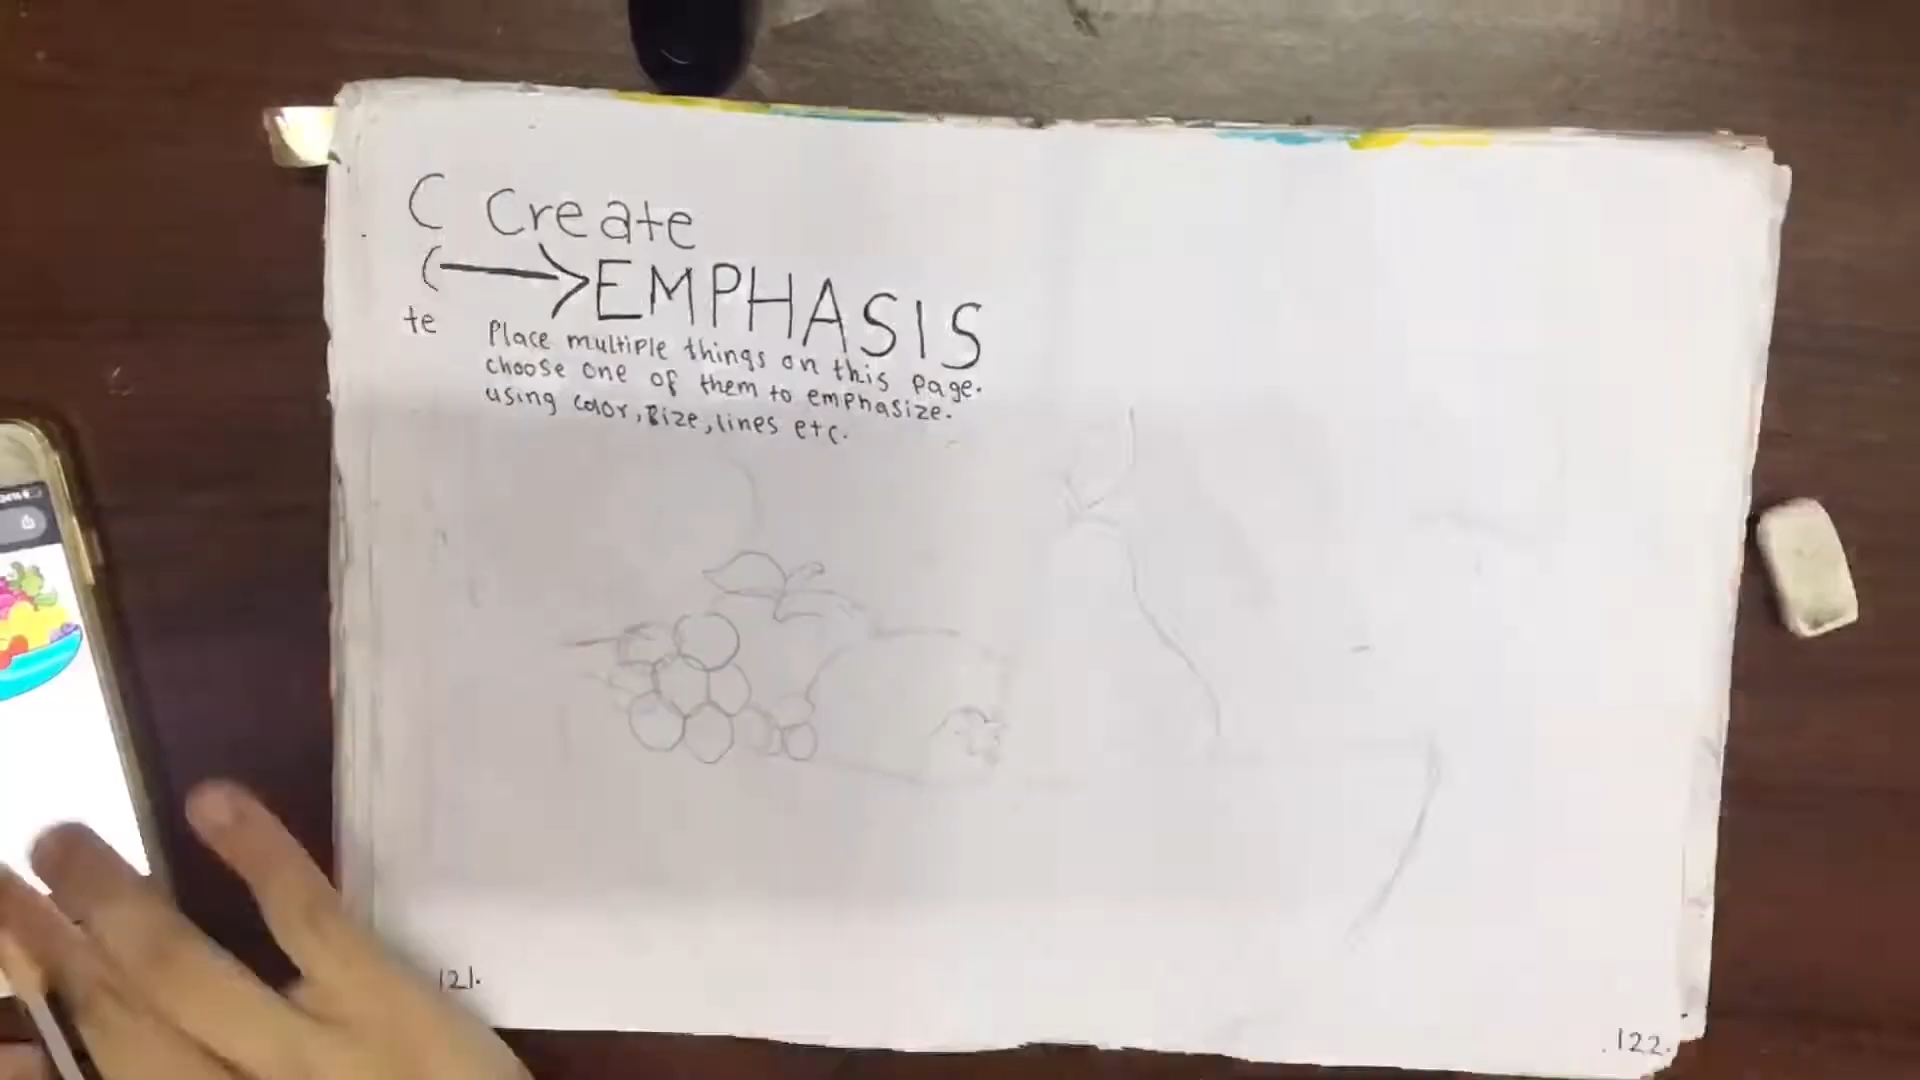 C Create
( → EMPHASIS
te
Place multiple things on this page.
choose one of them to emphasize.
using color, size, lines etc.
121.
.122.